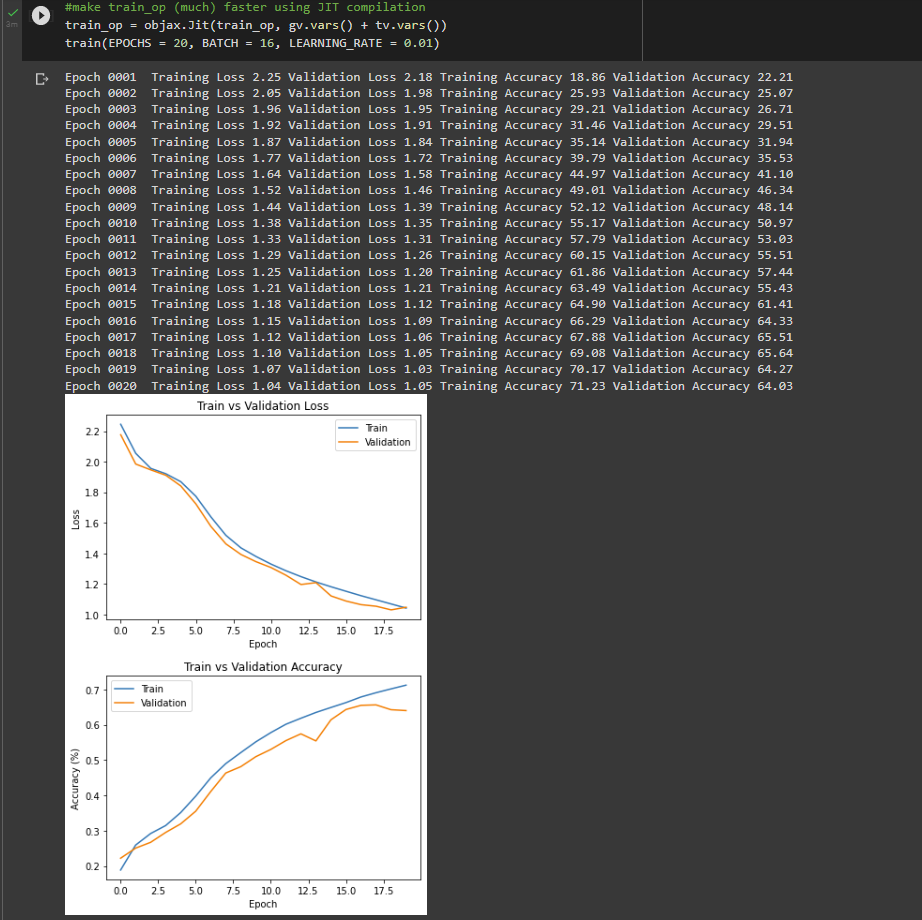 #make train_op (much) faster using JIT compilation
train_op = objax.Jit(train_op, gv.vars() + tv.vars())
train(EPOCHS = 20, BATCH = 16, LEARNING_RATE = 0.01)
Epoch 0001  Training Loss 2.25 Validation Loss 2.18 Training Accuracy 18.86 Validation Accuracy 22.21
Epoch 0002  Training Loss 2.05 Validation Loss 1.98 Training Accuracy 25.93 Validation Accuracy 25.07
Epoch 0003  Training Loss 1.96 Validation Loss 1.95 Training Accuracy 29.21 Validation Accuracy 26.71
Epoch 0004  Training Loss 1.92 Validation Loss 1.91 Training Accuracy 31.46 Validation Accuracy 29.51
Epoch 0005  Training Loss 1.87 Validation Loss 1.84 Training Accuracy 35.14 Validation Accuracy 31.94
Epoch 0006  Training Loss 1.77 Validation Loss 1.72 Training Accuracy 39.79 Validation Accuracy 35.53
Epoch 0007  Training Loss 1.64 Validation Loss 1.58 Training Accuracy 44.97 Validation Accuracy 41.10
Epoch 0008  Training Loss 1.52 Validation Loss 1.46 Training Accuracy 49.01 Validation Accuracy 46.34
Epoch 0009  Training Loss 1.44 Validation Loss 1.39 Training Accuracy 52.12 Validation Accuracy 48.14
Epoch 0010  Training Loss 1.38 Validation Loss 1.35 Training Accuracy 55.17 Validation Accuracy 50.97
Epoch 0011  Training Loss 1.33 Validation Loss 1.31 Training Accuracy 57.79 Validation Accuracy 53.03
Epoch 0012  Training Loss 1.29 Validation Loss 1.26 Training Accuracy 60.15 Validation Accuracy 55.51
Epoch 0013  Training Loss 1.25 Validation Loss 1.20 Training Accuracy 61.86 Validation Accuracy 57.44
Epoch 0014  Training Loss 1.21 Validation Loss 1.21 Training Accuracy 63.49 Validation Accuracy 55.43
Epoch 0015  Training Loss 1.18 Validation Loss 1.12 Training Accuracy 64.90 Validation Accuracy 61.41
Epoch 0016  Training Loss 1.15 Validation Loss 1.09 Training Accuracy 66.29 Validation Accuracy 64.33
Epoch 0017  Training Loss 1.12 Validation Loss 1.06 Training Accuracy 67.88 Validation Accuracy 65.51
Epoch 0018  Training Loss 1.10 Validation Loss 1.05 Training Accuracy 69.08 Validation Accuracy 65.64
Epoch 0019  Training Loss 1.07 Validation Loss 1.03 Training Accuracy 70.17 Validation Accuracy 64.27
Epoch 0020  Training Loss 1.04 Validation Loss 1.05 Training Accuracy 71.23 Validation Accuracy 64.03
Train vs Validation Loss
Train
Validation
2.2
2.0
1.8
1.6
1.4
1.2
1.0
Loss
0.0 2.5 5.0 7.5 10.0 12.5 15.0 17.5
Epoch
Train vs Validation Accuracy
Train
Validation
0.7
0.6
0.5
0.4
0.3
0.2
Accuracy (%)
0.0 2.5 5.0 7.5 10.0 12.5 15.0 17.5
Epoch